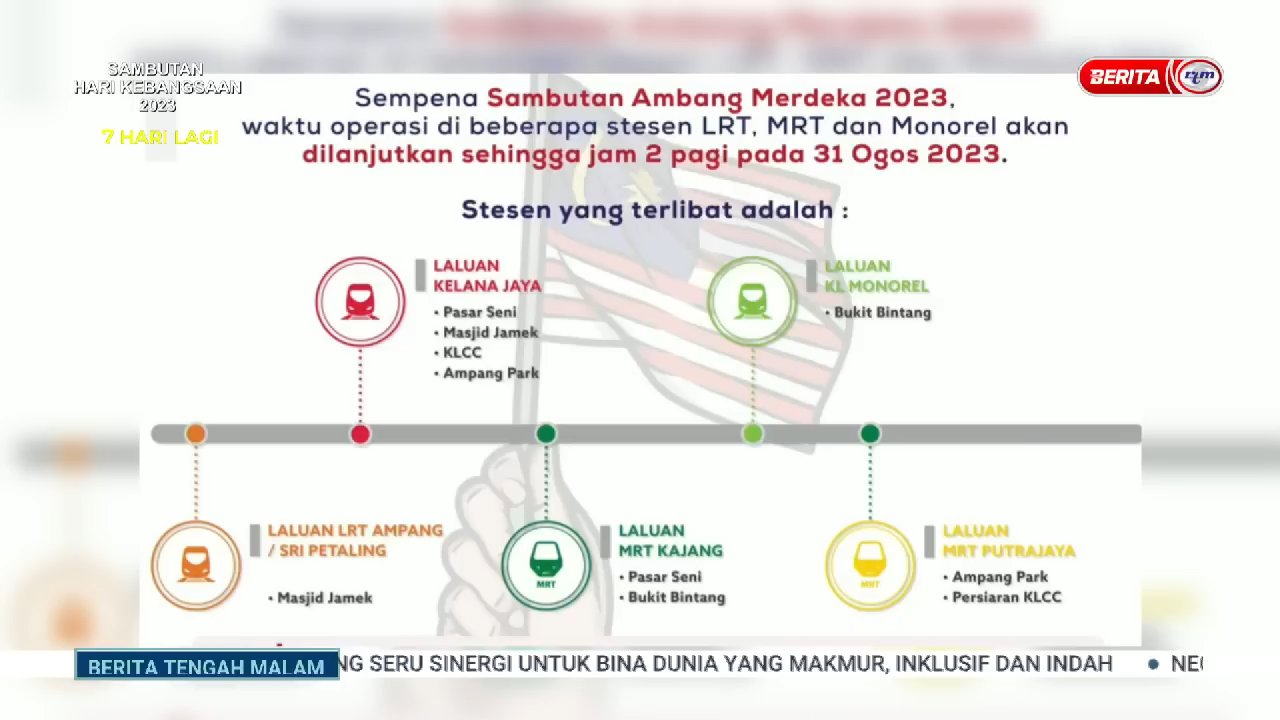 SAMBUTAN
HARI KEBANGSAAN
2023
7 HARI LAGI
BERITA rtm
Sempena Sambutan Ambang Merdeka 2023,
waktu operasi di beberapa stesen LRT, MRT dan Monorel akan
dilanjutkan sehingga jam 2 pagi pada 31 Ogos 2023.
Stesen yang terlibat adalah :
LALUAN
KELANA JAYA
• Pasar Seni
• Masjid Jamek
• KLCC
• Ampang Park
LALUAN
KL MONOREL
• Bukit Bintang
LALUAN LRT AMPANG
/ SRI PETALING
• Masjid Jamek
MRT
LALUAN
MRT KAJANG
• Pasar Seni
• Bukit Bintang
MRT
LALUAN
MRT PUTRAJAYA
• Ampang Park
• Persiaran KLCC
BERITA TENGAH MALAM
SERU SINERGI UNTUK BINA DUNIA YANG MAKMUR, INKLUSIF DAN INDAH •